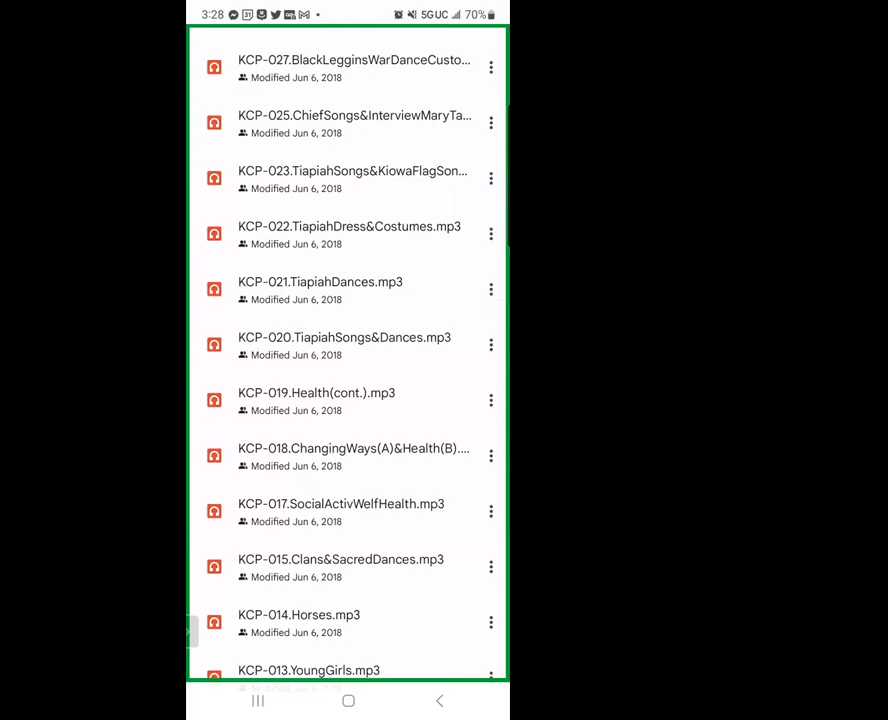 3:28 5GUC 70%
KCP-027.BlackLegginsWarDanceCusto...
Modified Jun 6, 2018
KCP-025.ChiefSongs&InterviewMaryTa...
Modified Jun 6, 2018
KCP-023.TiapiahSongs&KiowaFlagSon...
Modified Jun 6, 2018
KCP-022.TiapiahDress&Costumes.mp3
Modified Jun 6, 2018
KCP-021.TiapiahDances.mp3
Modified Jun 6, 2018
KCP-020.TiapiahSongs&Dances.mp3
Modified Jun 6, 2018
KCP-019.Health(cont.).mp3
Modified Jun 6, 2018
KCP-018.ChangingWays(A)&Health(B)....
Modified Jun 6, 2018
KCP-017.SocialActivWelfHealth.mp3
Modified Jun 6, 2018
KCP-015.Clans&SacredDances.mp3
Modified Jun 6, 2018
KCP-014.Horses.mp3
Modified Jun 6, 2018
KCP-013.YoungGirls.mp3